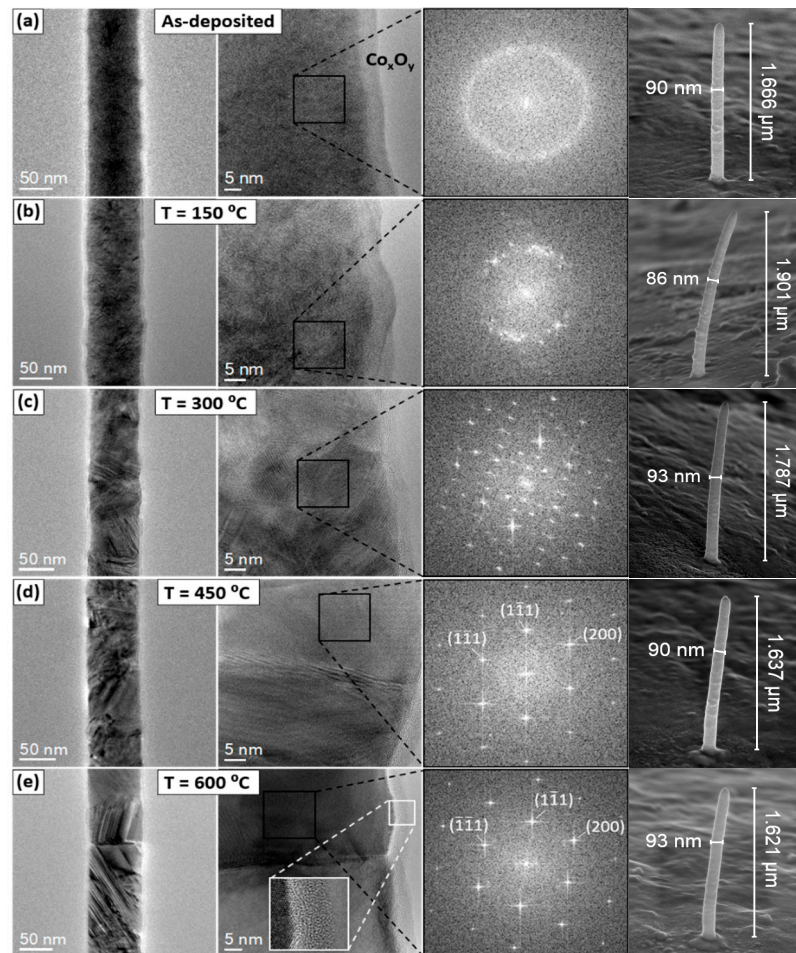 (a) As-deposited
CoₓOᵧ
50 nm
5 nm
90 nm
1.666 µm
(b) T = 150 °C
50 nm
5 nm
86 nm
1.901 µm
(c) T = 300 °C
50 nm
5 nm
93 nm
1.787 µm
(d) T = 450 °C
50 nm
5 nm
(1̄1̄1)
(11̄1)
(200)
90 nm
1.637 µm
(e) T = 600 °C
50 nm
5 nm
(1̄1̄1)
(11̄1)
(200)
93 nm
1.621 µm